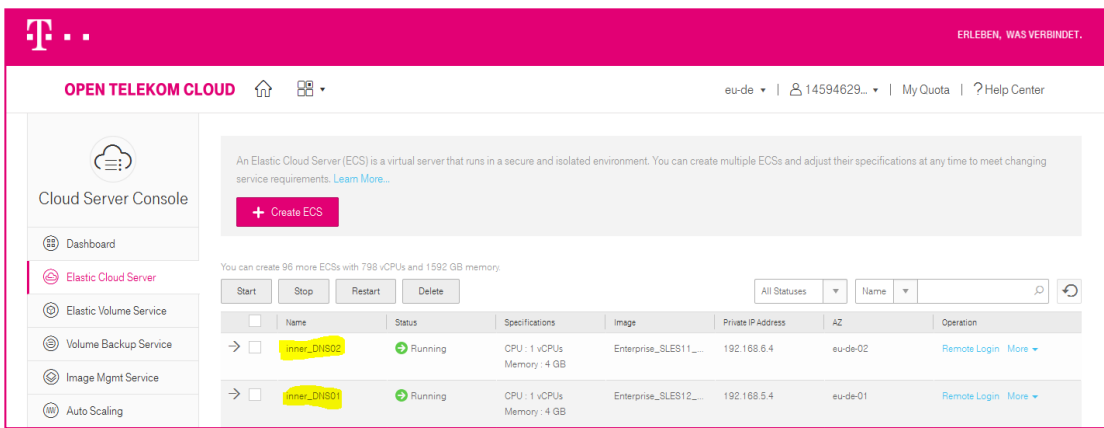 T
ERLEBEN, WAS VERBINDET.
OPEN TELEKOM CLOUD
eu-de | 14594629... | My Quota | ? Help Center
Cloud Server Console
Dashboard
Elastic Cloud Server
Elastic Volume Service
Volume Backup Service
Image Mgmt Service
Auto Scaling
An Elastic Cloud Server (ECS) is a virtual server that runs in a secure and isolated environment. You can create multiple ECSs and adjust their specifications at any time to meet changing
service requirements. Learn More...
+ Create ECS
You can create 96 more ECSs with 798 vCPUs and 1592 GB memory.
Start Stop Restart Delete All Statuses Name
Name Status Specifications Image Private IP Address AZ Operation
inner_DNS02 Running CPU : 1 vCPUs Enterprise_SLES11_... 192.168.6.4 eu-de-02 Remote Login More
Memory : 4 GB
inner_DNS01 Running CPU : 1 vCPUs Enterprise_SLES12_... 192.168.5.4 eu-de-01 Remote Login More
Memory : 4 GB